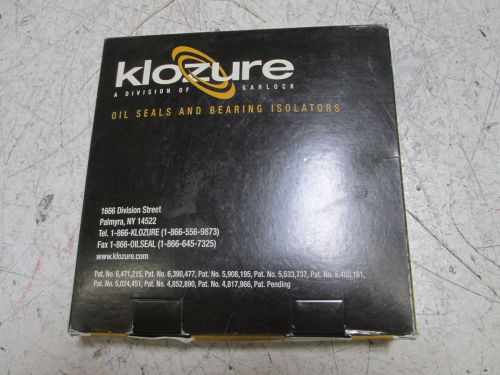 klozure
A DIVISION OF GARLOCK
OIL SEALS AND BEARING ISOLATORS
1666 Division Street
Palmyra, NY 14522
Tel. 1-866-KLOZURE (1-866-556-9873)
Fax 1-866-OILSEAL (1-866-645-7325)
www.klozure.com
Pat. No. 6,471,215, Pat. No. 6,390,477, Pat. No. 5,908,195, Pat. No. 5,533,737, Pat. No. 5,480,161,
Pat. No. 5,024,451, Pat. No. 4,852,890, Pat. No. 4,817,966, Pat. Pending